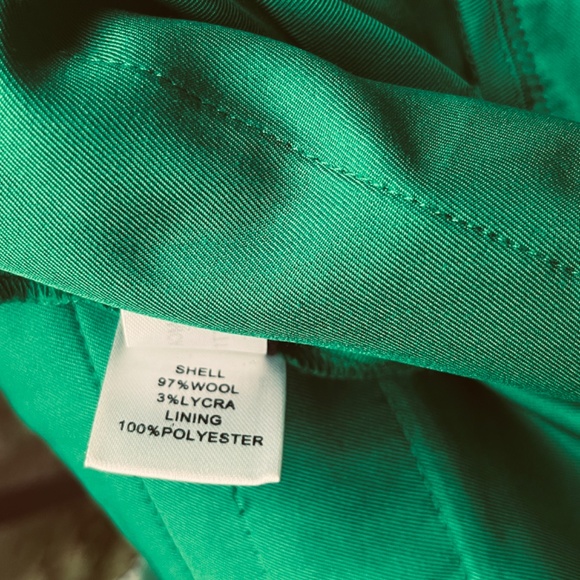 SHELL
97%WOOL
3%LYCRA
LINING
100%POLYESTER